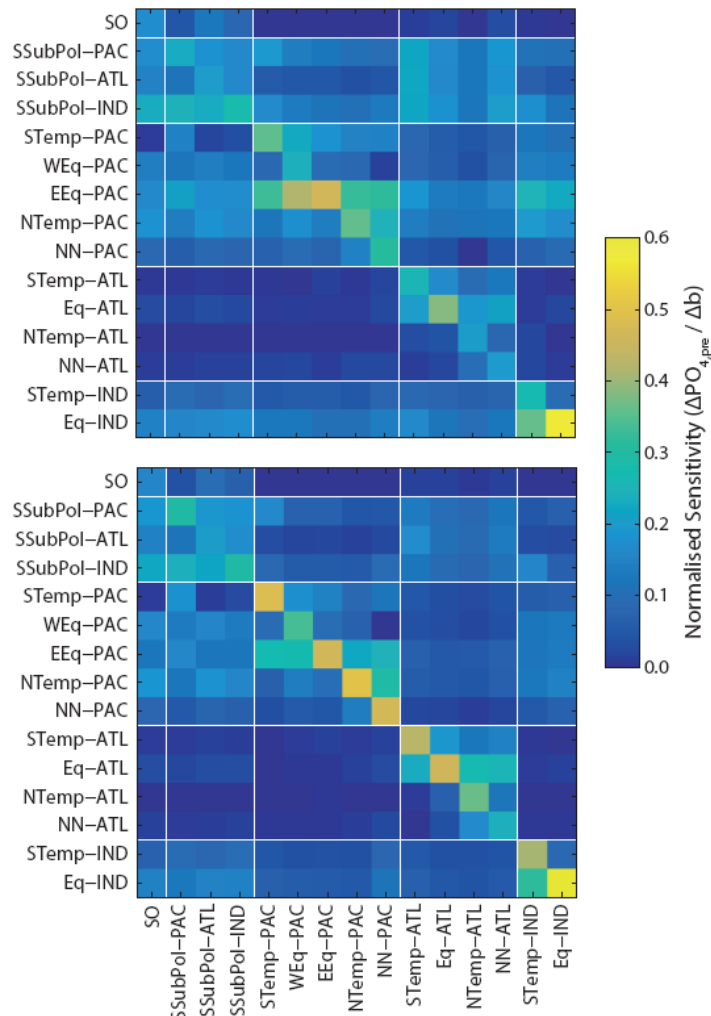 SO
SSubPol–PAC
SSubPol–ATL
SSubPol–IND
STemp–PAC
WEq–PAC
EEq–PAC
NTemp–PAC
NN–PAC
STemp–ATL
Eq–ATL
NTemp–ATL
NN–ATL
STemp–IND
Eq–IND
0.6
0.5
0.4
0.3
0.2
0.1
0.0
Normalised Sensitivity (ΔPO4,pre / Δb)
SO
SSubPol–PAC
SSubPol–ATL
SSubPol–IND
STemp–PAC
WEq–PAC
EEq–PAC
NTemp–PAC
NN–PAC
STemp–ATL
Eq–ATL
NTemp–ATL
NN–ATL
STemp–IND
Eq–IND
SO
SSubPol–PAC
SSubPol–ATL
SSubPol–IND
STemp–PAC
WEq–PAC
EEq–PAC
NTemp–PAC
NN–PAC
STemp–ATL
Eq–ATL
NTemp–ATL
NN–ATL
STemp–IND
Eq–IND